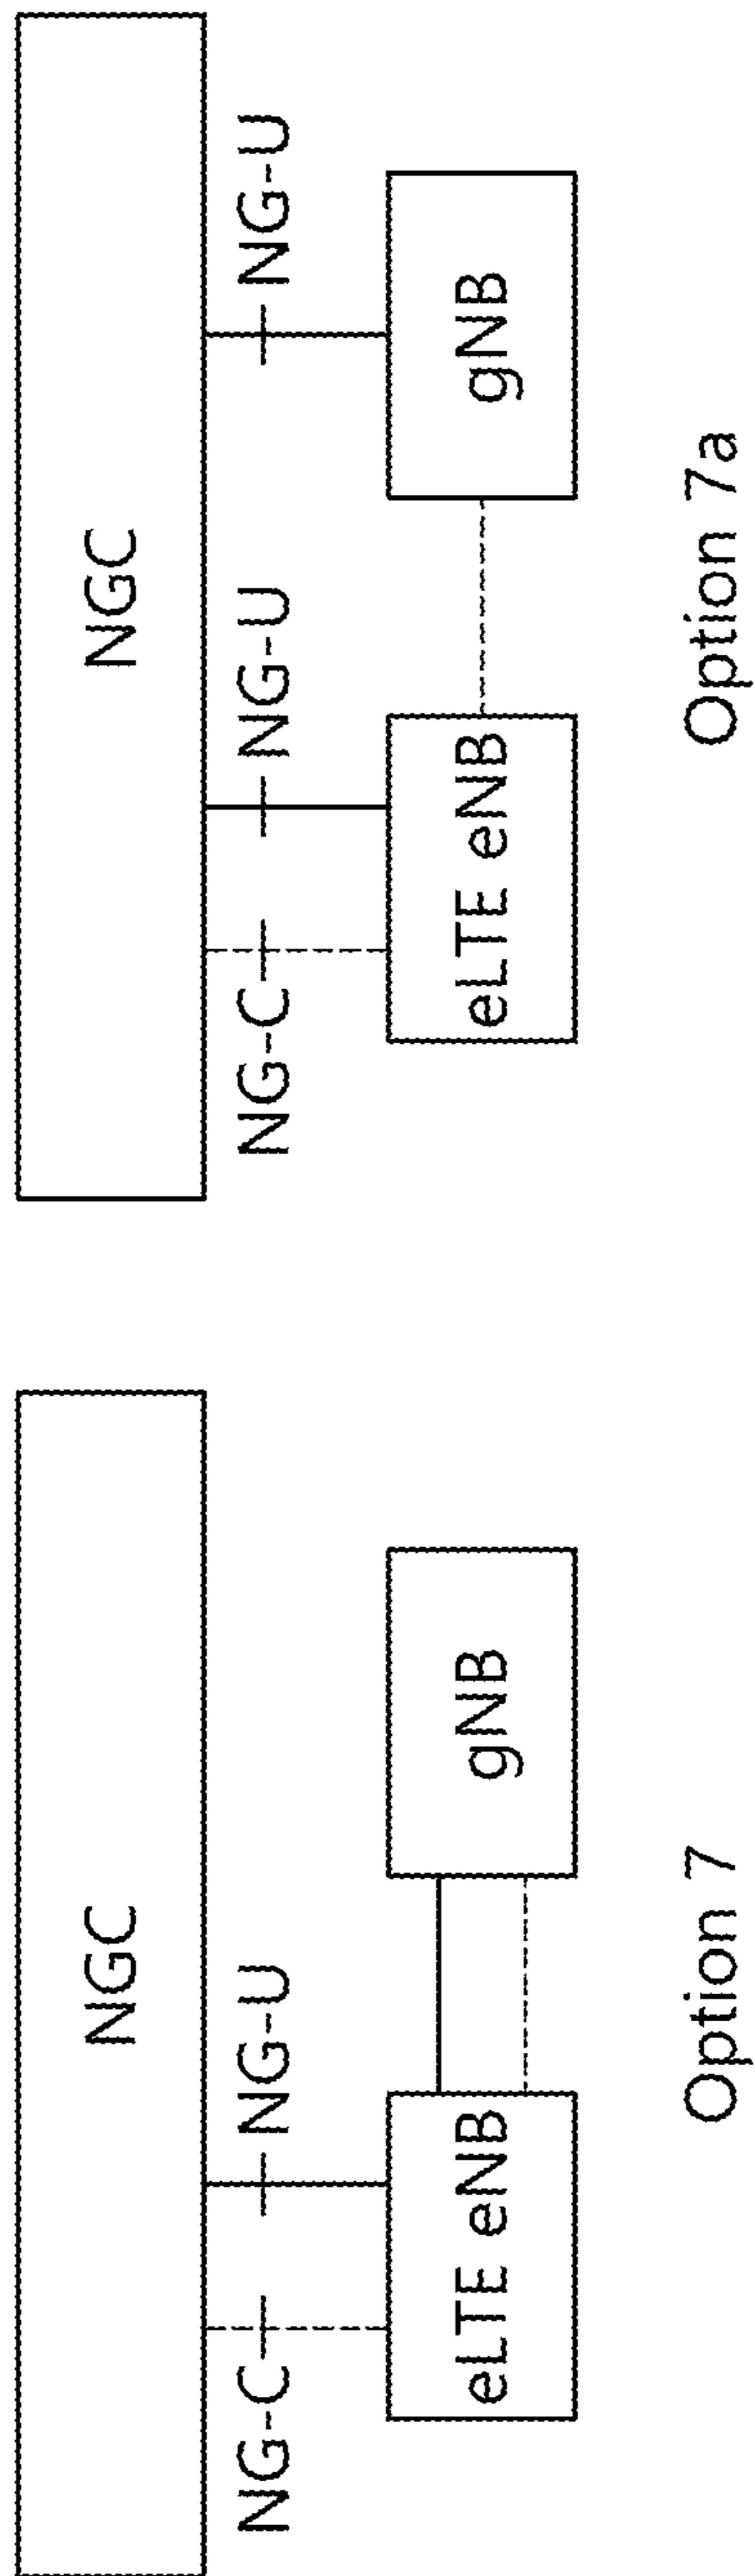 NGC
NG-C
NG-U
eLTE eNB
gNB
Option 7
NGC
NG-C
NG-U
NG-U
eLTE eNB
gNB
Option 7a